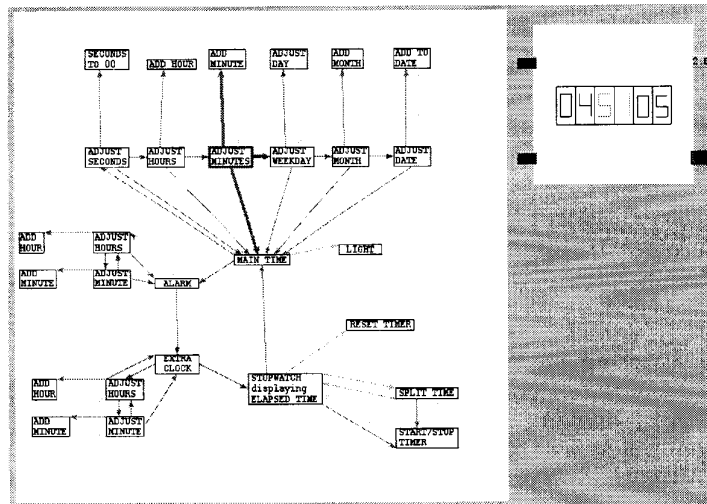 SECONDS
TO 00
ADD HOUR
ADD
MINUTE
ADJUST
DAY
ADD
MONTH
ADD TO
DATE
ADJUST
SECONDS
ADJUST
HOURS
ADJUST
MINUTES
ADJUST
WEEKDAY
ADJUST
MONTH
ADJUST
DATE
ADD
HOUR
ADJUST
HOURS
ADD
MINUTE
ADJUST
MINUTE
MAIN TIME
LIGHT
ALARM
RESET TIMER
EXTRA
CLOCK
ADD
HOUR
ADJUST
HOURS
ADD
MINUTE
ADJUST
MINUTE
STOPWATCH
displaying
ELAPSED TIME
SPLIT TIME
START/STOP
TIMER
04 51 05